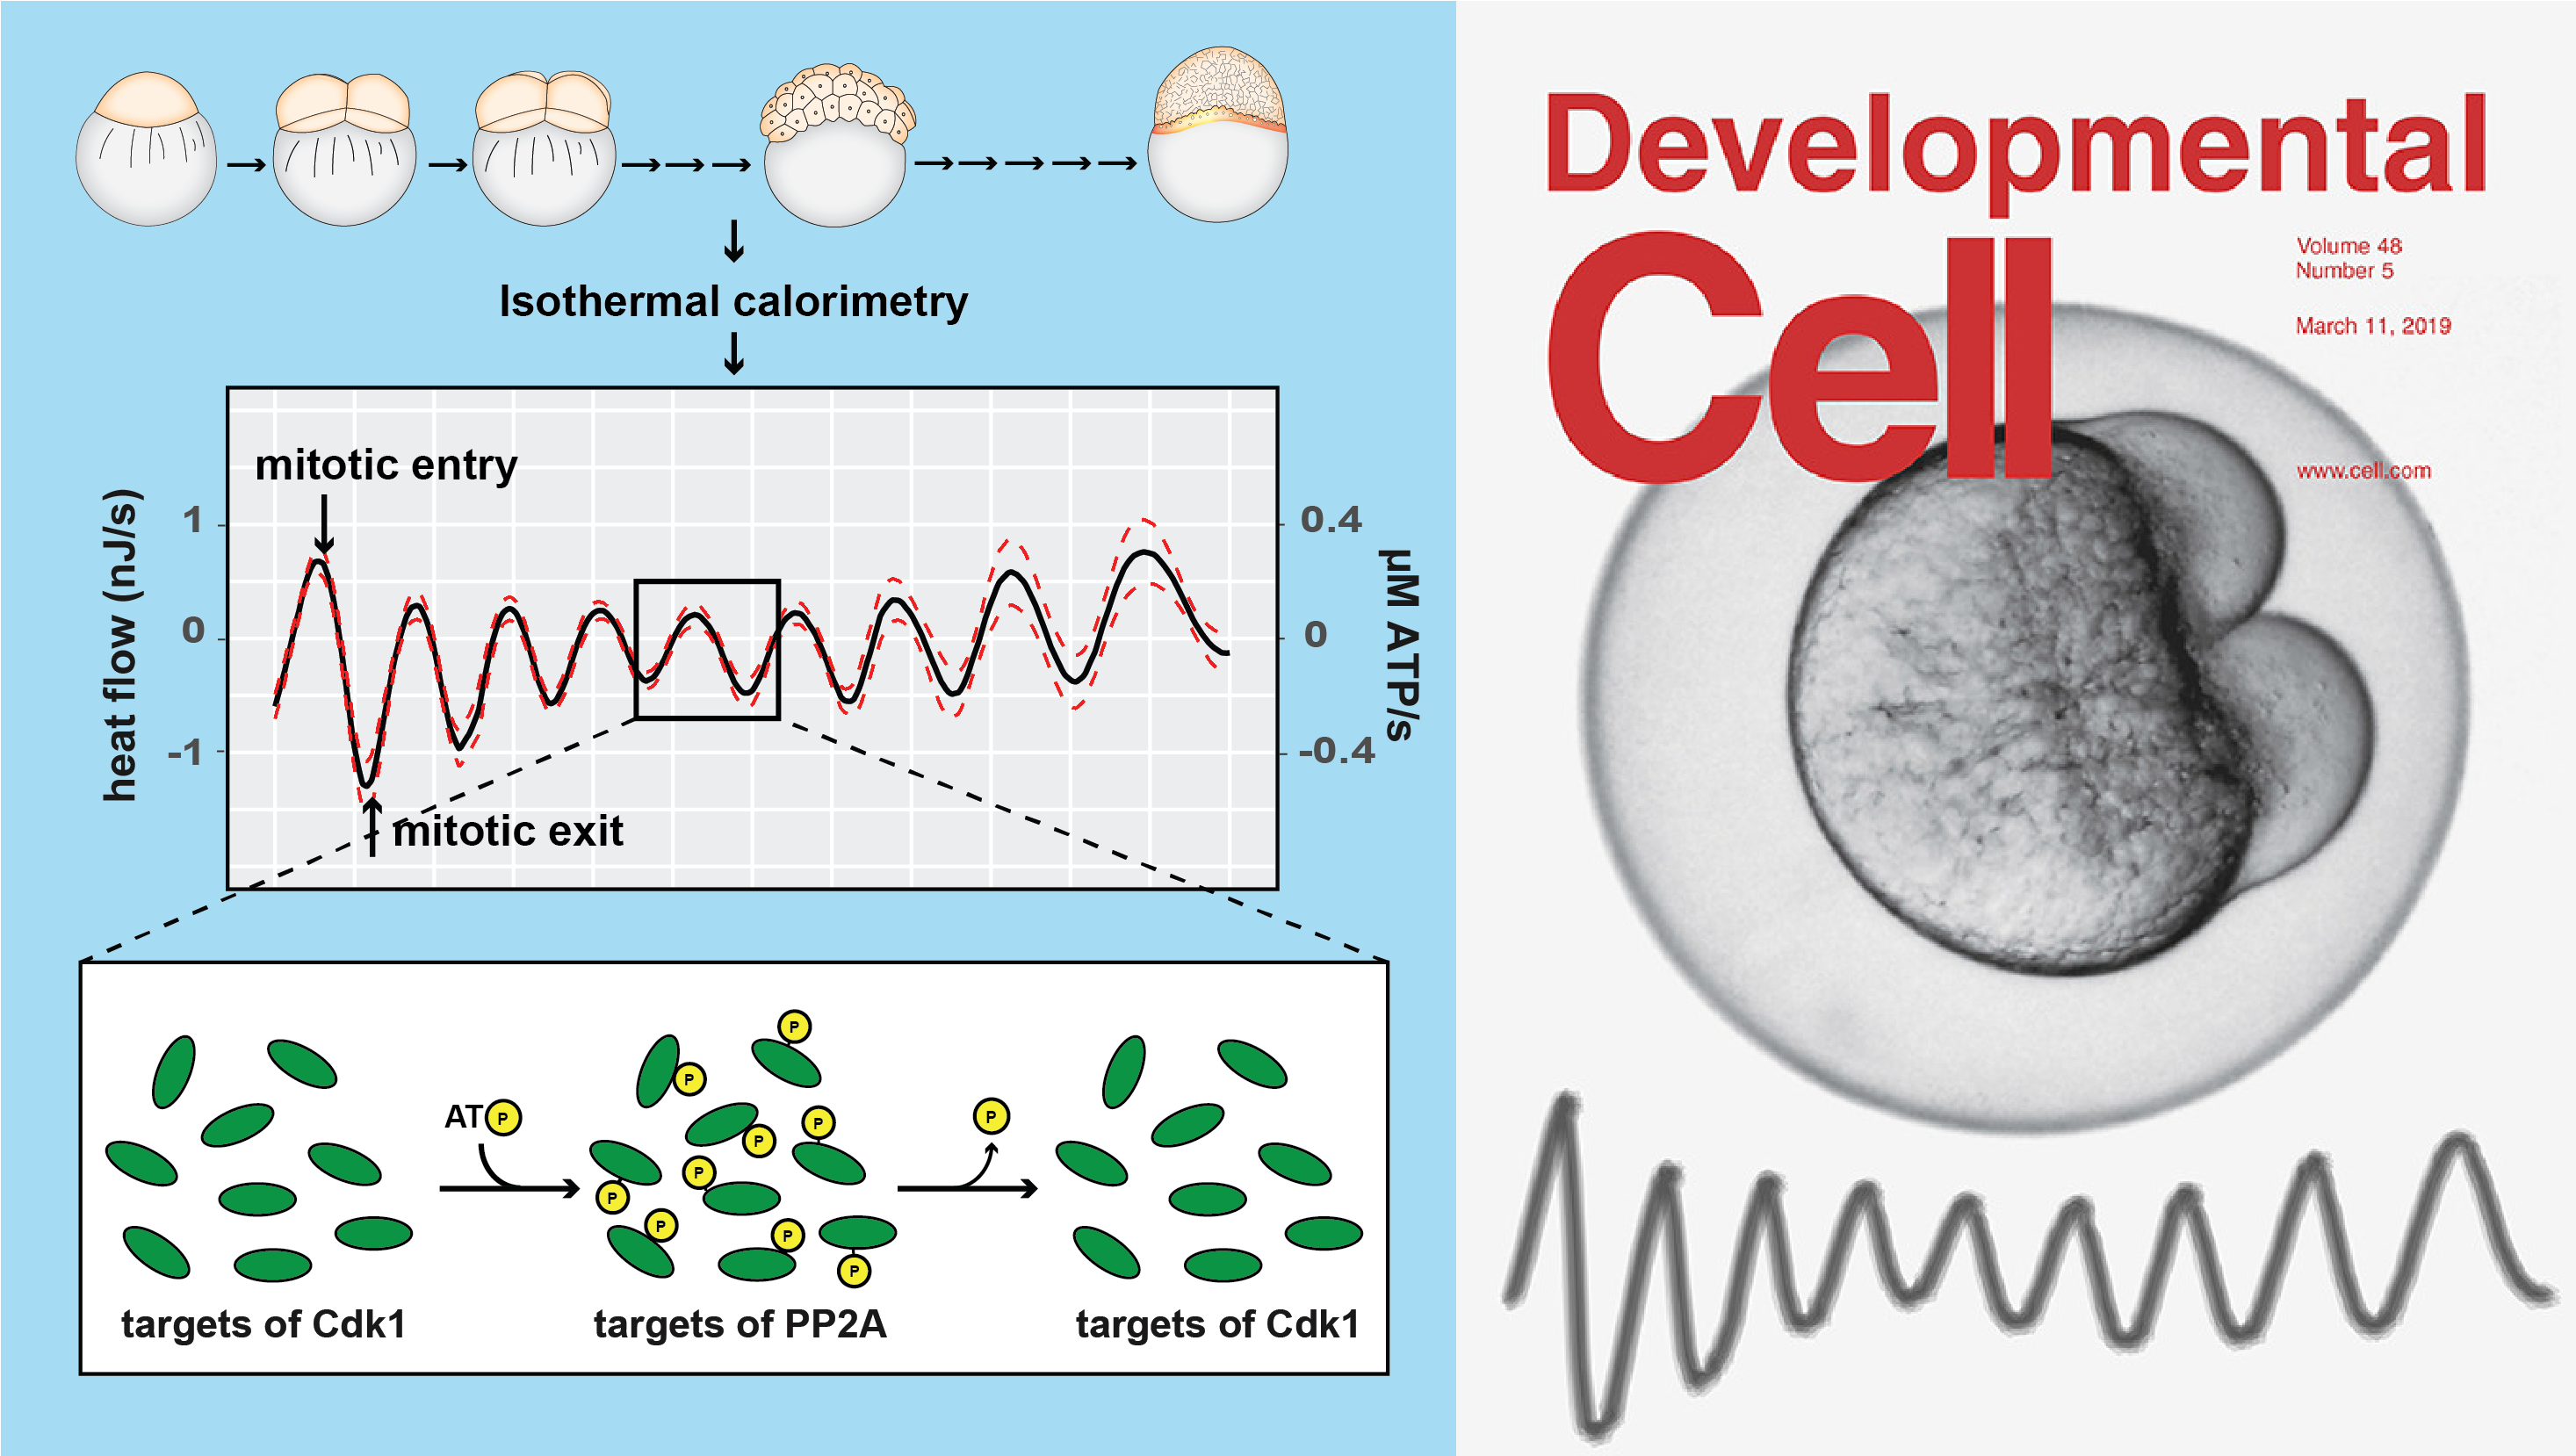 Isothermal calorimetry
mitotic entry
heat flow (nJ/s)
1
0
-1
0.4
0
-0.4
µM ATP/s
mitotic exit
ATP
P
P
P
P
P
P
P
P
P
P
targets of Cdk1
targets of PP2A
targets of Cdk1
Developmental
Cell
Volume 48
Number 5
March 11, 2019
www.cell.com